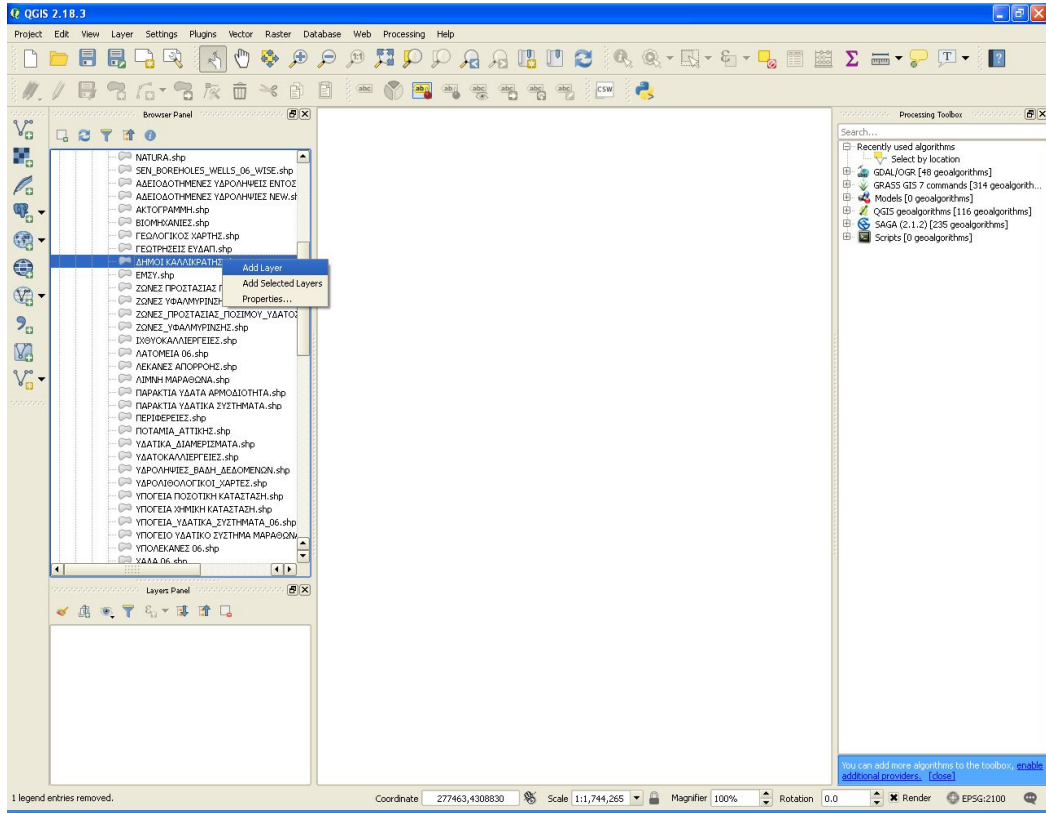 QGIS 2.18.3
Project Edit View Layer Settings Plugins Vector Raster Database Web Processing Help
CSW
Browser Panel
NATURA.shp
SEN_BOREHOLES_WELLS_06_WISE.shp
ΑΔΕΙΟΔΟΤΗΜΕΝΕΣ ΥΔΡΟΛΗΨΕΙΣ ΕΝΤΟΣ
ΑΔΕΙΟΔΟΤΗΜΕΝΕΣ ΥΔΡΟΛΗΨΙΕΣ NEW.sh
ΑΚΤΟΓΡΑΜΜΗ.shp
ΒΙΟΜΗΧΑΝΙΕΣ.shp
ΓΕΩΛΟΓΙΚΟΣ ΧΑΡΤΗΣ.shp
ΓΕΩΤΡΗΣΕΙΣ ΕΥΔΑΠ.shp
ΔΗΜΟΙ ΚΑΛΛΙΚΡΑΤΗΣ
ΕΜΣΥ.shp
ΖΩΝΕΣ ΠΡΟΣΤΑΣΙΑΣ
ΖΩΝΕΣ ΥΦΑΛΜΥΡΙΝΣΗ
ΖΩΝΕΣ_ΠΡΟΣΤΑΣΙΑΣ_ΠΟΣΙΜΟΥ_ΥΔΑΤΟΣ
ΖΩΝΕΣ_ΥΦΑΛΜΥΡΙΝΣΗΣ.shp
ΙΧΘΥΟΚΑΛΛΙΕΡΓΕΙΕΣ.shp
ΛΑΤΟΜΕΙΑ 06.shp
ΛΕΚΑΝΕΣ ΑΠΟΡΡΟΗΣ.shp
ΛΙΜΝΗ ΜΑΡΑΘΩΝΑ.shp
ΠΑΡΑΚΤΙΑ ΥΔΑΤΑ ΑΡΜΟΔΙΟΤΗΤΑ.shp
ΠΑΡΑΚΤΙΑ ΥΔΑΤΙΚΑ ΣΥΣΤΗΜΑΤΑ.shp
ΠΕΡΙΦΕΡΕΙΕΣ.shp
ΠΟΤΑΜΙΑ_ΑΤΤΙΚΗΣ.shp
ΥΔΑΤΙΚΑ_ΔΙΑΜΕΡΙΣΜΑΤΑ.shp
ΥΔΑΤΟΚΑΛΛΙΕΡΓΕΙΕΣ.shp
ΥΔΡΟΛΗΨΙΕΣ_ΒΑΔΗ_ΔΕΔΟΜΕΝΩΝ.shp
ΥΔΡΟΛΙΘΟΛΟΓΙΚΟΙ_ΧΑΡΤΕΣ.shp
ΥΠΟΓΕΙΑ ΠΟΣΟΤΙΚΗ ΚΑΤΑΣΤΑΣΗ.shp
ΥΠΟΓΕΙΑ ΧΗΜΙΚΗ ΚΑΤΑΣΤΑΣΗ.shp
ΥΠΟΓΕΙΑ_ΥΔΑΤΙΚΑ_ΣΥΣΤΗΜΑΤΑ_06.shp
ΥΠΟΓΕΙΟ ΥΔΑΤΙΚΟ ΣΥΣΤΗΜΑ ΜΑΡΑΘΩΝΑ
ΥΠΟΛΕΚΑΝΕΣ 06.shp
ΧΑΔΑ 06.shp
Add Layer
Add Selected Layers
Properties...
Layers Panel
Processing Toolbox
Search...
Recently used algorithms
Select by location
GDAL/OGR [48 geoalgorithms]
GRASS GIS 7 commands [314 geoalgorith...
Models [0 geoalgorithms]
QGIS geoalgorithms [116 geoalgorithms]
SAGA (2.1.2) [235 geoalgorithms]
Scripts [0 geoalgorithms]
You can add more algorithms to the toolbox, enable
additional providers. [close]
1 legend entries removed. Coordinate 277463,4308830 Scale 1:1,744,265 Magnifier 100% Rotation 0.0 Render EPSG:2100